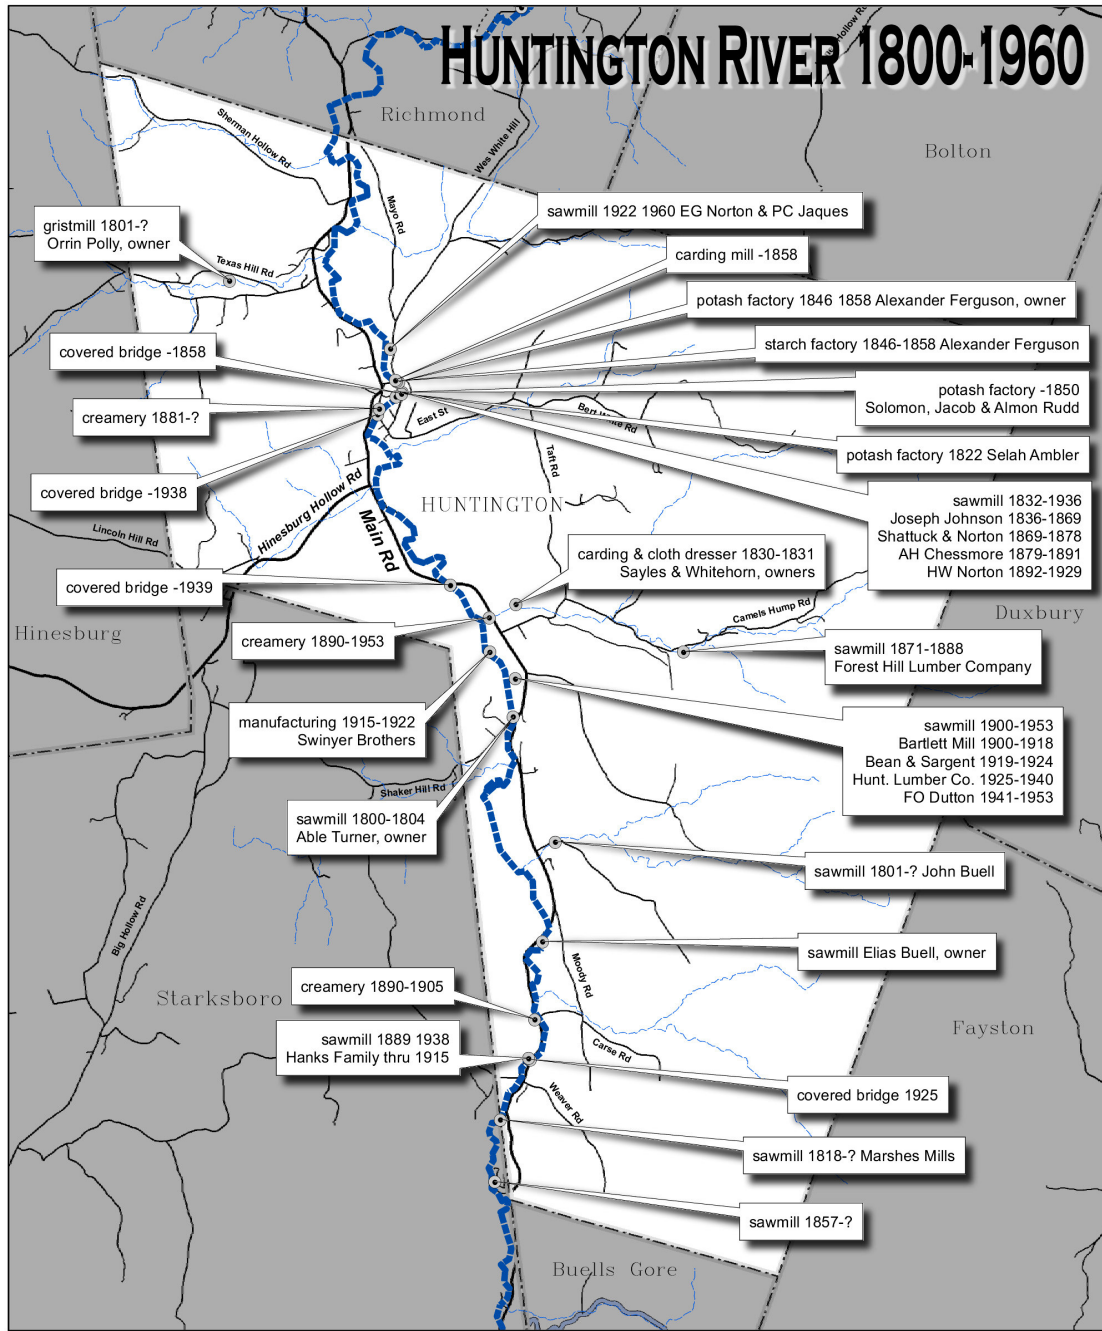 HUNTINGTON RIVER 1800-1960
Richmond
Bolton
Hollow Rd
Sherman Hollow Rd
Wes White Hill
Mayo Rd
sawmill 1922 1960 EG Norton & PC Jaques
gristmill 1801-?
Orrin Polly, owner
carding mill -1858
Texas Hill Rd
potash factory 1846 1858 Alexander Ferguson, owner
covered bridge -1858
starch factory 1846-1858 Alexander Ferguson
potash factory -1850
Solomon, Jacob & Almon Rudd
creamery 1881-?
East St
Bert White Rd
potash factory 1822 Selah Ambler
Taft Rd
covered bridge -1938
Hinesburg Hollow Rd
HUNTINGTON
sawmill 1832-1936
Joseph Johnson 1836-1869
Shattuck & Norton 1869-1878
AH Chessmore 1879-1891
HW Norton 1892-1929
Lincoln Hill Rd
Main Rd
carding & cloth dresser 1830-1831
Sayles & Whitehorn, owners
covered bridge -1939
Camels Hump Rd
Duxbury
Hinesburg
creamery 1890-1953
sawmill 1871-1888
Forest Hill Lumber Company
manufacturing 1915-1922
Swinyer Brothers
sawmill 1900-1953
Bartlett Mill 1900-1918
Bean & Sargent 1919-1924
Hunt. Lumber Co. 1925-1940
FO Dutton 1941-1953
Shaker Hill Rd
sawmill 1800-1804
Able Turner, owner
sawmill 1801-? John Buell
Big Hollow Rd
sawmill Elias Buell, owner
Moody Rd
creamery 1890-1905
Starksboro
Fayston
sawmill 1889 1938
Hanks Family thru 1915
Carse Rd
covered bridge 1925
Weaver Rd
sawmill 1818-? Marshes Mills
sawmill 1857-?
Buells Gore